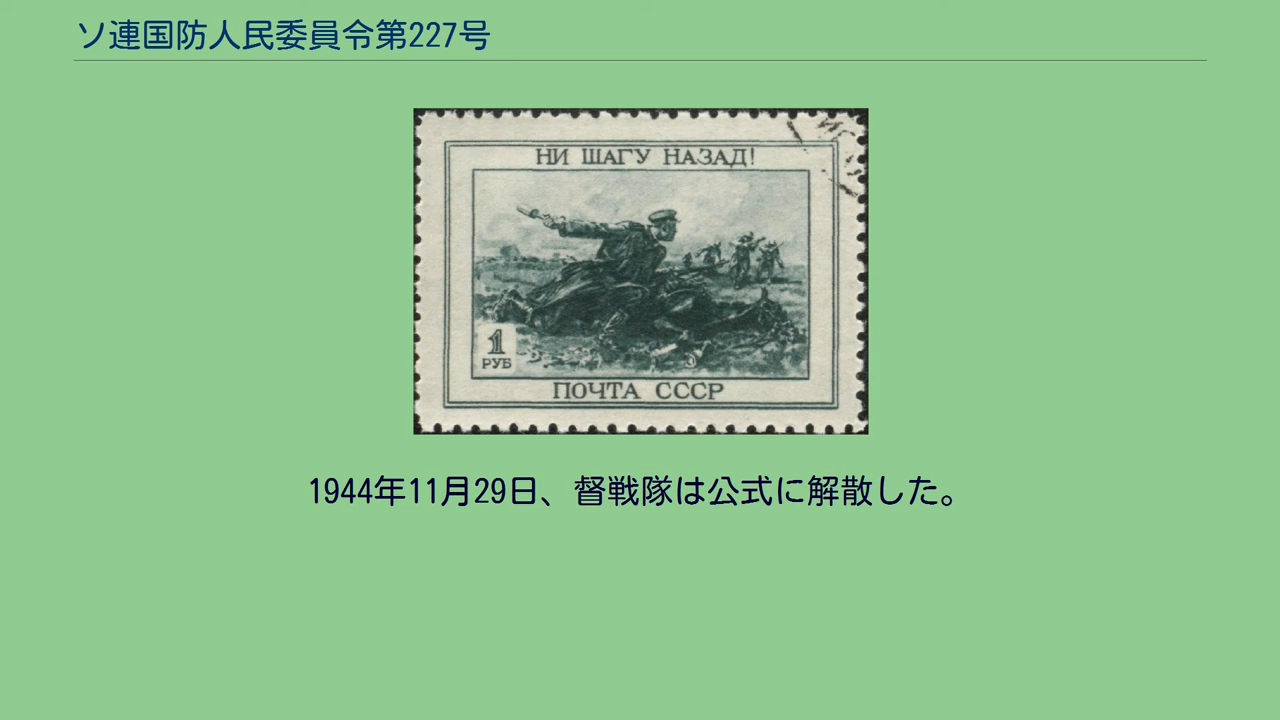 ソ連国防人民委員令第227号
НИ ШАГУ НАЗАД!
1
РУБ
ПОЧТА СССР
1944年11月29日、督戦隊は公式に解散した。